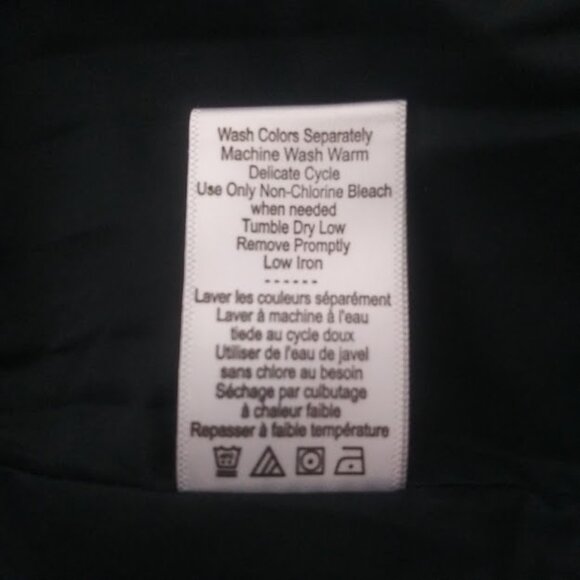 Wash Colors Separately
Machine Wash Warm
Delicate Cycle
Use Only Non-Chlorine Bleach
when needed
Tumble Dry Low
Remove Promptly
Low Iron
------
Laver les couleurs séparément
Laver à machine à l'eau
tiede au cycle doux
Utiliser de l'eau de javel
sans chlore au besoin
Séchage par culbutage
à chaleur faible
Repasser à faible température